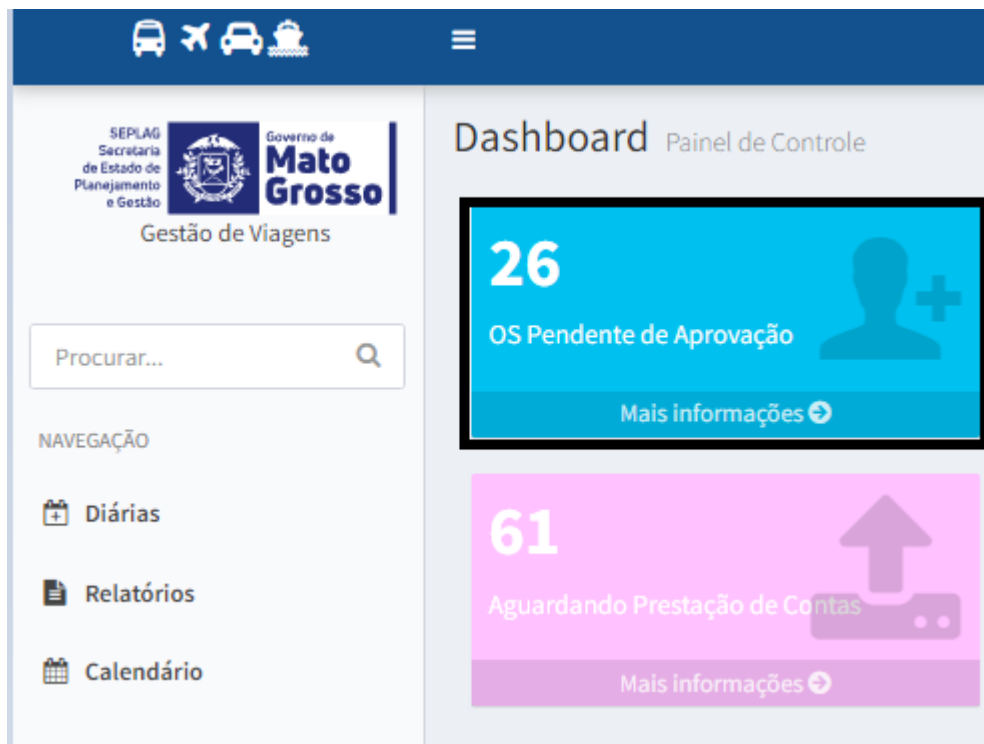 SEPLAG
Secretaria
de Estado de
Planejamento
e Gestão
Governo de
Mato
Grosso
Gestão de Viagens
Procurar...
NAVEGAÇÃO
Diárias
Relatórios
Calendário
Dashboard Painel de Controle
26
OS Pendente de Aprovação
Mais informações
61
Aguardando Prestação de Contas
Mais informações